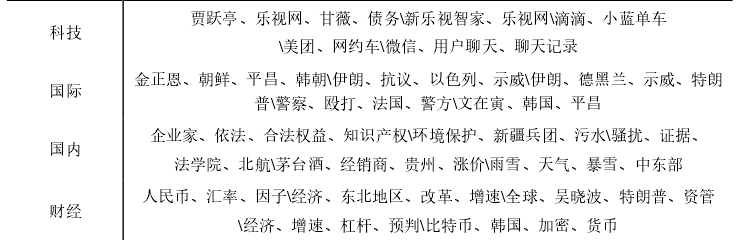 科技
贾跃亭、乐视网、甘薇、债务\新乐视智家、乐视网\滴滴、小蓝单车
\美团、网约车\微信、用户聊天、聊天记录
国际
金正恩、朝鲜、平昌、韩朝\伊朗、抗议、以色列、示威\伊朗、德黑兰、示威、特朗
普\警察、殴打、法国、警方\文在寅、韩国、平昌
国内
企业家、依法、合法权益、知识产权\环境保护、新疆兵团、污水\骚扰、证据、
法学院、北航\茅台酒、经销商、贵州、涨价\雨雪、天气、暴雪、中东部
财经
人民币、汇率、因子\经济、东北地区、改革、增速\全球、吴晓波、特朗普、资管
\经济、增速、杠杆、预判\比特币、韩国、加密、货币